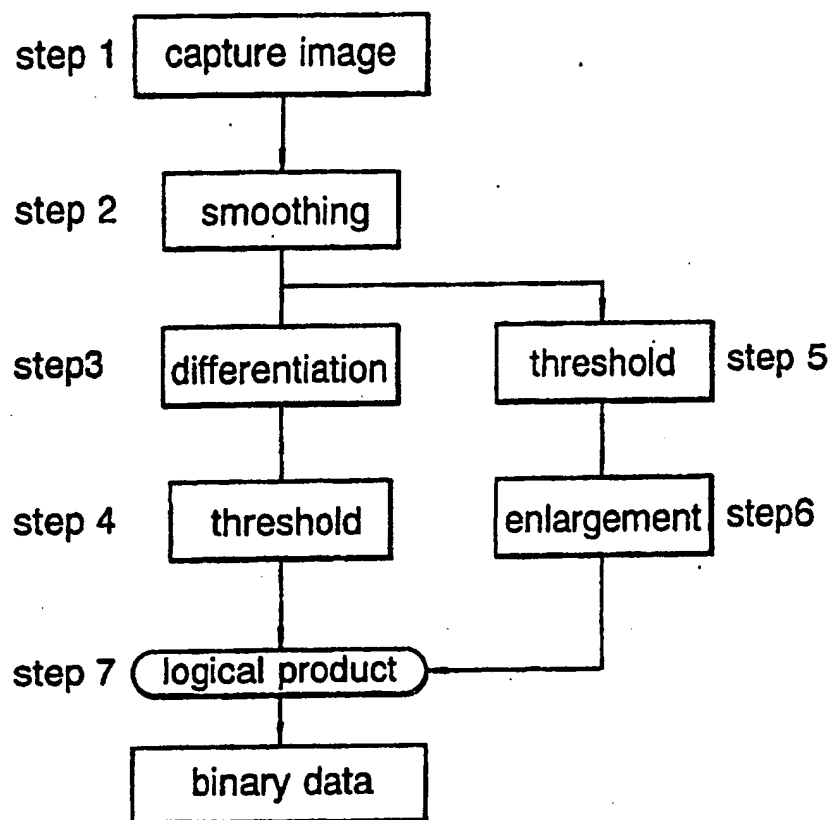 step 1 capture image
step 2 smoothing
step3 differentiation threshold step 5
step 4 threshold enlargement step6
step 7 logical product
binary data